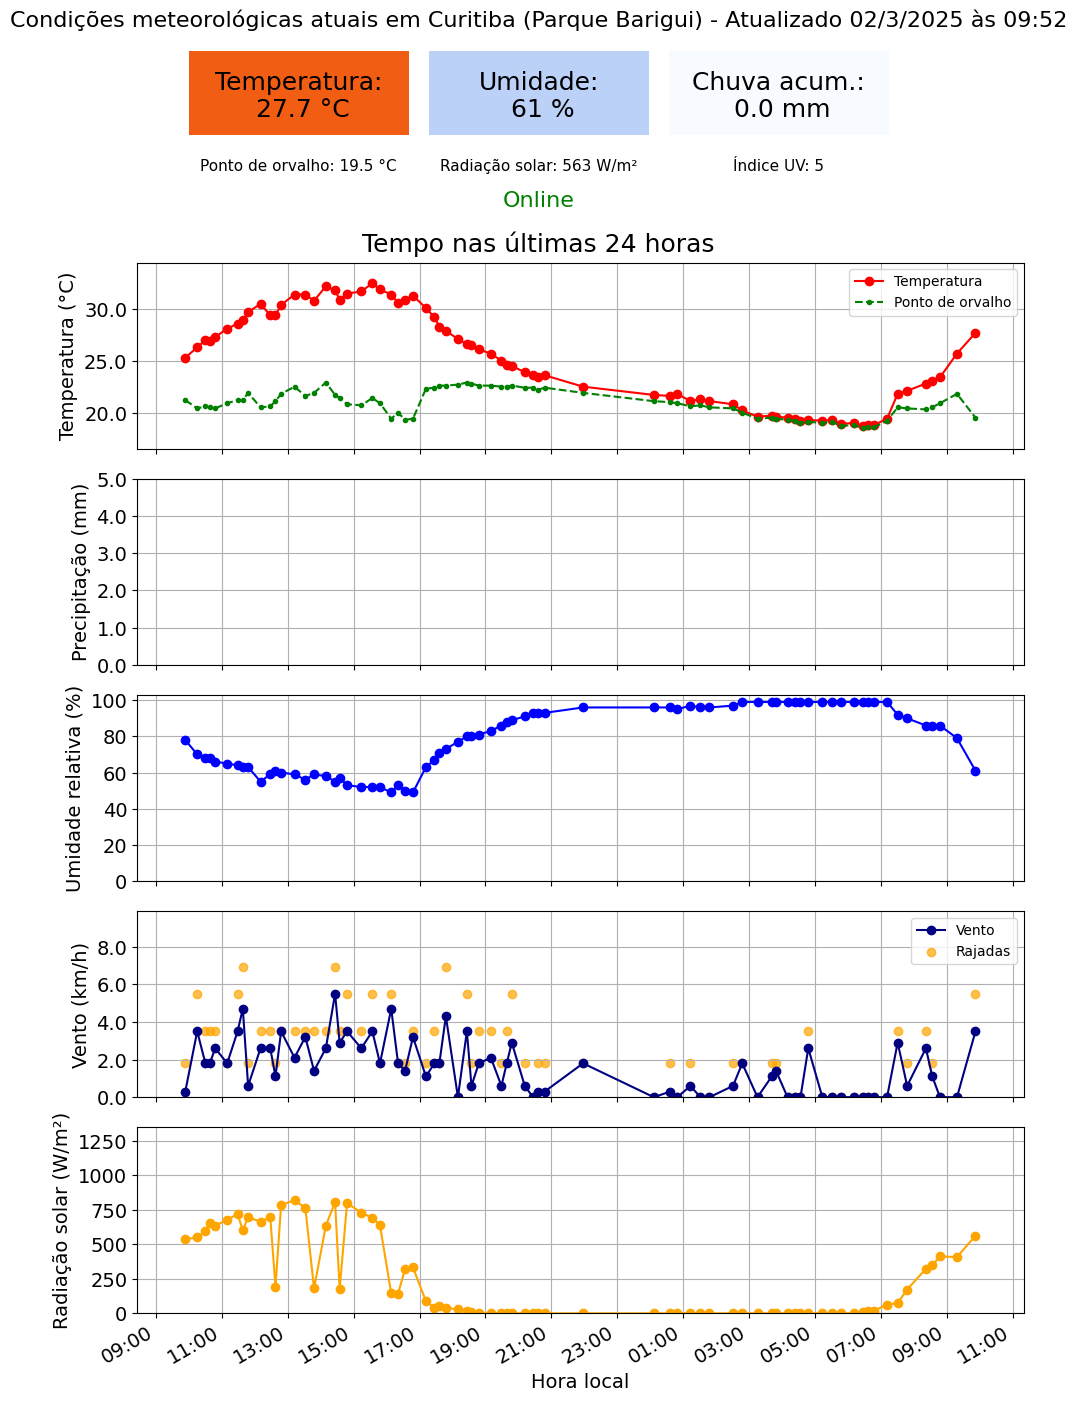 Condições meteorológicas atuais em Curitiba (Parque Barigui) - Atualizado 02/3/2025 às 09:52
Temperatura:
27.7 °C
Umidade:
61 %
Chuva acum.:
0.0 mm
Ponto de orvalho: 19.5 °C
Radiação solar: 563 W/m²
Índice UV: 5
Online
Tempo nas últimas 24 horas
Temperatura (°C)
30.0
25.0
20.0
Temperatura
Ponto de orvalho
Precipitação (mm)
5.0
4.0
3.0
2.0
1.0
0.0
Umidade relativa (%)
100
80
60
40
20
0
Vento (km/h)
8.0
6.0
4.0
2.0
0.0
Vento
Rajadas
Radiação solar (W/m²)
1250
1000
750
500
250
0
09:00
11:00
13:00
15:00
17:00
19:00
21:00
23:00
01:00
03:00
05:00
07:00
09:00
11:00
Hora local